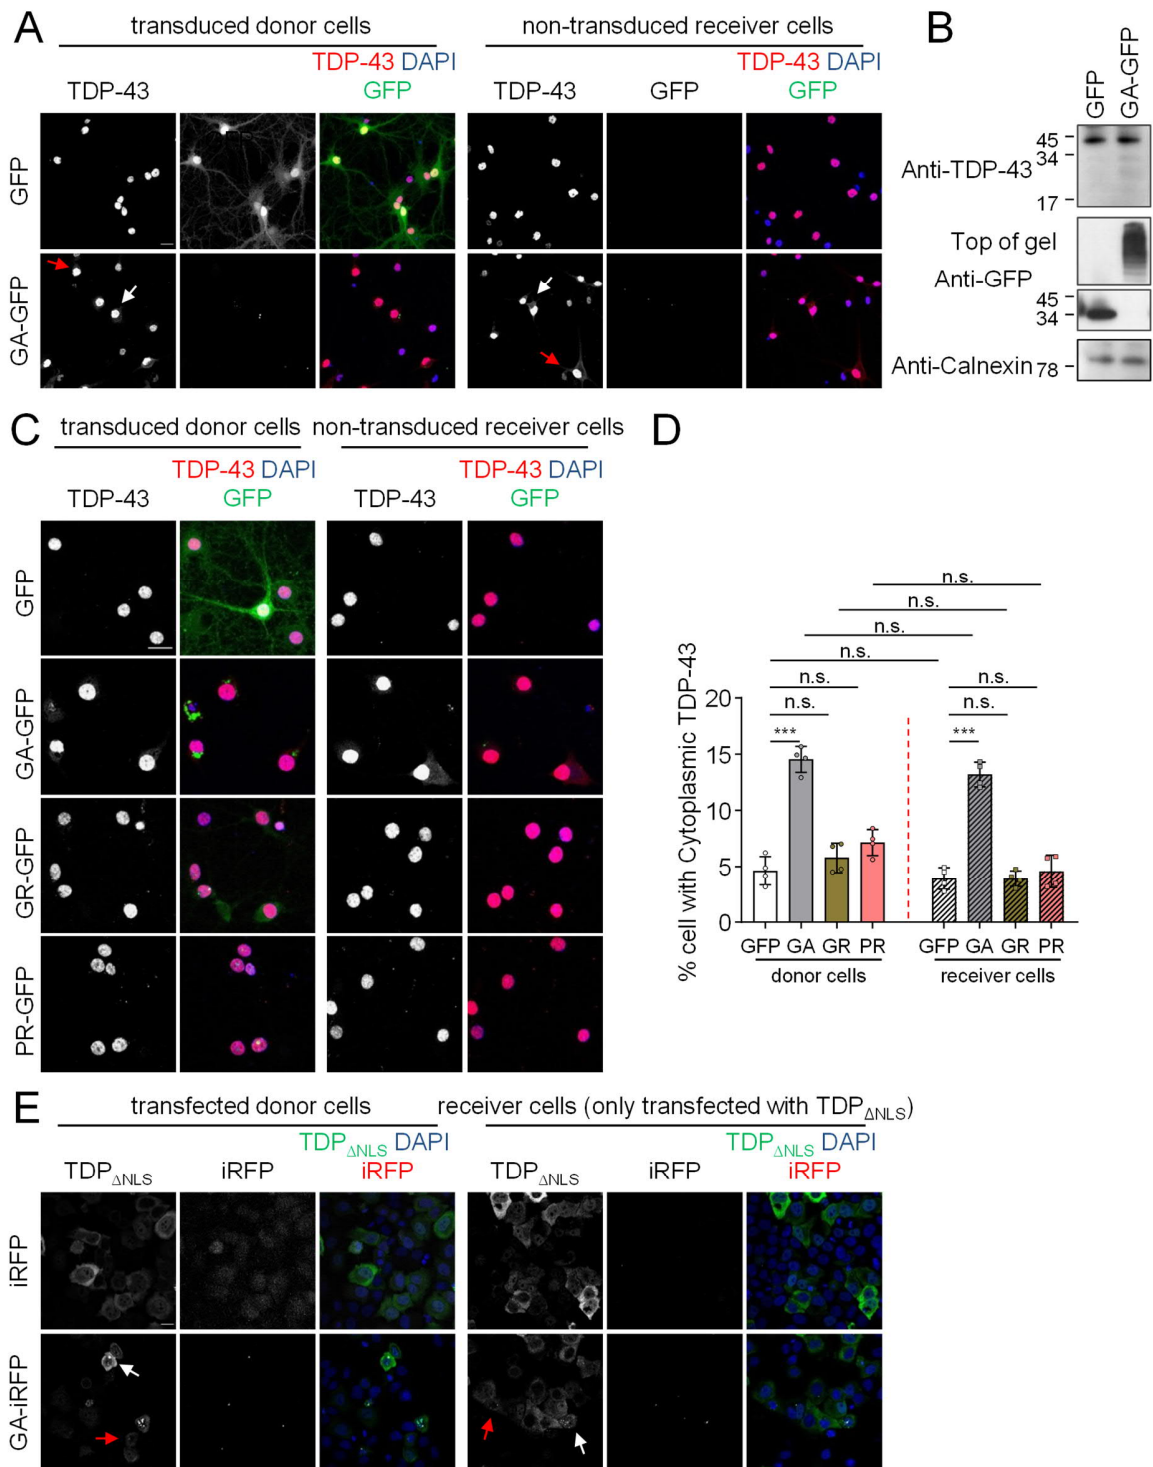 A
transduced donor cells
non-transduced receiver cells
TDP-43 DAPI
TDP-43 DAPI
TDP-43
GFP
TDP-43
GFP
GFP
GFP
GA-GFP
B
GFP
GA-GFP
Anti-TDP-43
45
34
17
Top of gel
Anti-GFP
45
34
Anti-Calnexin
78
C
transduced donor cells
non-transduced receiver cells
TDP-43 DAPI
TDP-43 DAPI
TDP-43
GFP
TDP-43
GFP
GFP
GA-GFP
GR-GFP
PR-GFP
D
n.s.
n.s.
n.s.
n.s.
n.s.
n.s.
n.s.
n.s.
***
***
% cell with Cytoplasmic TDP-43
20
15
10
5
0
GFP GA GR PR
GFP GA GR PR
donor cells
receiver cells
E
transfected donor cells
receiver cells (only transfected with TDPΔNLS)
TDPΔNLS DAPI
TDPΔNLS DAPI
TDPΔNLS
iRFP
iRFP
TDPΔNLS
iRFP
iRFP
iRFP
GA-iRFP